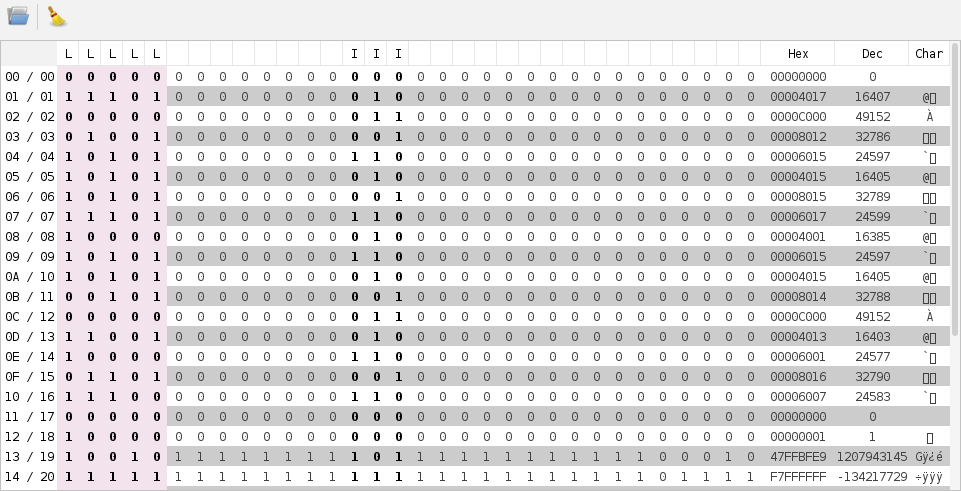 L L L L L I I I Hex Dec Char
00 / 00 0 0 0 0 0 0 0 0 0 0 0 0 0 0 0 0 0 0 0 0 0 0 0 0 0 0 0 0 0 0 0 0 00000000 0
01 / 01 1 1 1 0 1 0 0 0 0 0 0 0 0 0 1 0 0 0 0 0 0 0 0 0 0 0 0 0 0 0 0 0 00004017 16407 @▯
02 / 02 0 0 0 0 0 0 0 0 0 0 0 0 0 0 1 1 0 0 0 0 0 0 0 0 0 0 0 0 0 0 0 0 0000C000 49152 À
03 / 03 0 1 0 0 1 0 0 0 0 0 0 0 0 0 0 1 0 0 0 0 0 0 0 0 0 0 0 0 0 0 0 0 00008012 32786 ▯▯
04 / 04 1 0 1 0 1 0 0 0 0 0 0 0 0 1 1 0 0 0 0 0 0 0 0 0 0 0 0 0 0 0 0 0 00006015 24597 `▯
05 / 05 1 0 1 0 1 0 0 0 0 0 0 0 0 0 1 0 0 0 0 0 0 0 0 0 0 0 0 0 0 0 0 0 00004015 16405 @▯
06 / 06 1 0 1 0 1 0 0 0 0 0 0 0 0 0 0 1 0 0 0 0 0 0 0 0 0 0 0 0 0 0 0 0 00008015 32789 ▯▯
07 / 07 1 1 1 0 1 0 0 0 0 0 0 0 0 1 1 0 0 0 0 0 0 0 0 0 0 0 0 0 0 0 0 0 00006017 24599 `▯
08 / 08 1 0 0 0 0 0 0 0 0 0 0 0 0 0 1 0 0 0 0 0 0 0 0 0 0 0 0 0 0 0 0 0 00004001 16385 @▯
09 / 09 1 0 1 0 1 0 0 0 0 0 0 0 0 1 1 0 0 0 0 0 0 0 0 0 0 0 0 0 0 0 0 0 00006015 24597 `▯
0A / 10 1 0 1 0 1 0 0 0 0 0 0 0 0 0 1 0 0 0 0 0 0 0 0 0 0 0 0 0 0 0 0 0 00004015 16405 @▯
0B / 11 0 0 1 0 1 0 0 0 0 0 0 0 0 0 0 1 0 0 0 0 0 0 0 0 0 0 0 0 0 0 0 0 00008014 32788 ▯▯
0C / 12 0 0 0 0 0 0 0 0 0 0 0 0 0 0 1 1 0 0 0 0 0 0 0 0 0 0 0 0 0 0 0 0 0000C000 49152 À
0D / 13 1 1 0 0 1 0 0 0 0 0 0 0 0 0 1 0 0 0 0 0 0 0 0 0 0 0 0 0 0 0 0 0 00004013 16403 @▯
0E / 14 1 0 0 0 0 0 0 0 0 0 0 0 0 1 1 0 0 0 0 0 0 0 0 0 0 0 0 0 0 0 0 0 00006001 24577 `▯
0F / 15 0 1 1 0 1 0 0 0 0 0 0 0 0 0 0 1 0 0 0 0 0 0 0 0 0 0 0 0 0 0 0 0 00008016 32790 ▯▯
10 / 16 1 1 1 0 0 0 0 0 0 0 0 0 0 1 1 0 0 0 0 0 0 0 0 0 0 0 0 0 0 0 0 0 00006007 24583 `▯
11 / 17 0 0 0 0 0 0 0 0 0 0 0 0 0 0 0 0 0 0 0 0 0 0 0 0 0 0 0 0 0 0 0 0 00000000 0
12 / 18 1 0 0 0 0 0 0 0 0 0 0 0 0 0 0 0 0 0 0 0 0 0 0 0 0 0 0 0 0 0 0 0 00000001 1 ▯
13 / 19 1 0 0 1 0 1 1 1 1 1 1 1 1 1 0 1 1 1 1 1 1 1 1 1 1 1 1 0 0 0 1 0 47FFBFE9 1207943145 Gÿ¿é
14 / 20 1 1 1 1 1 1 1 1 1 1 1 1 1 1 1 1 1 1 1 1 1 1 1 1 1 1 1 0 1 1 1 1 F7FFFFFF -134217729 ÷ÿÿÿ